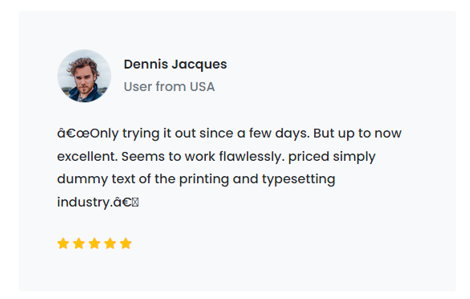 Dennis Jacques
User from USA
â€œOnly trying it out since a few days. But up to now
excellent. Seems to work flawlessly. priced simply
dummy text of the printing and typesetting
industry.â€